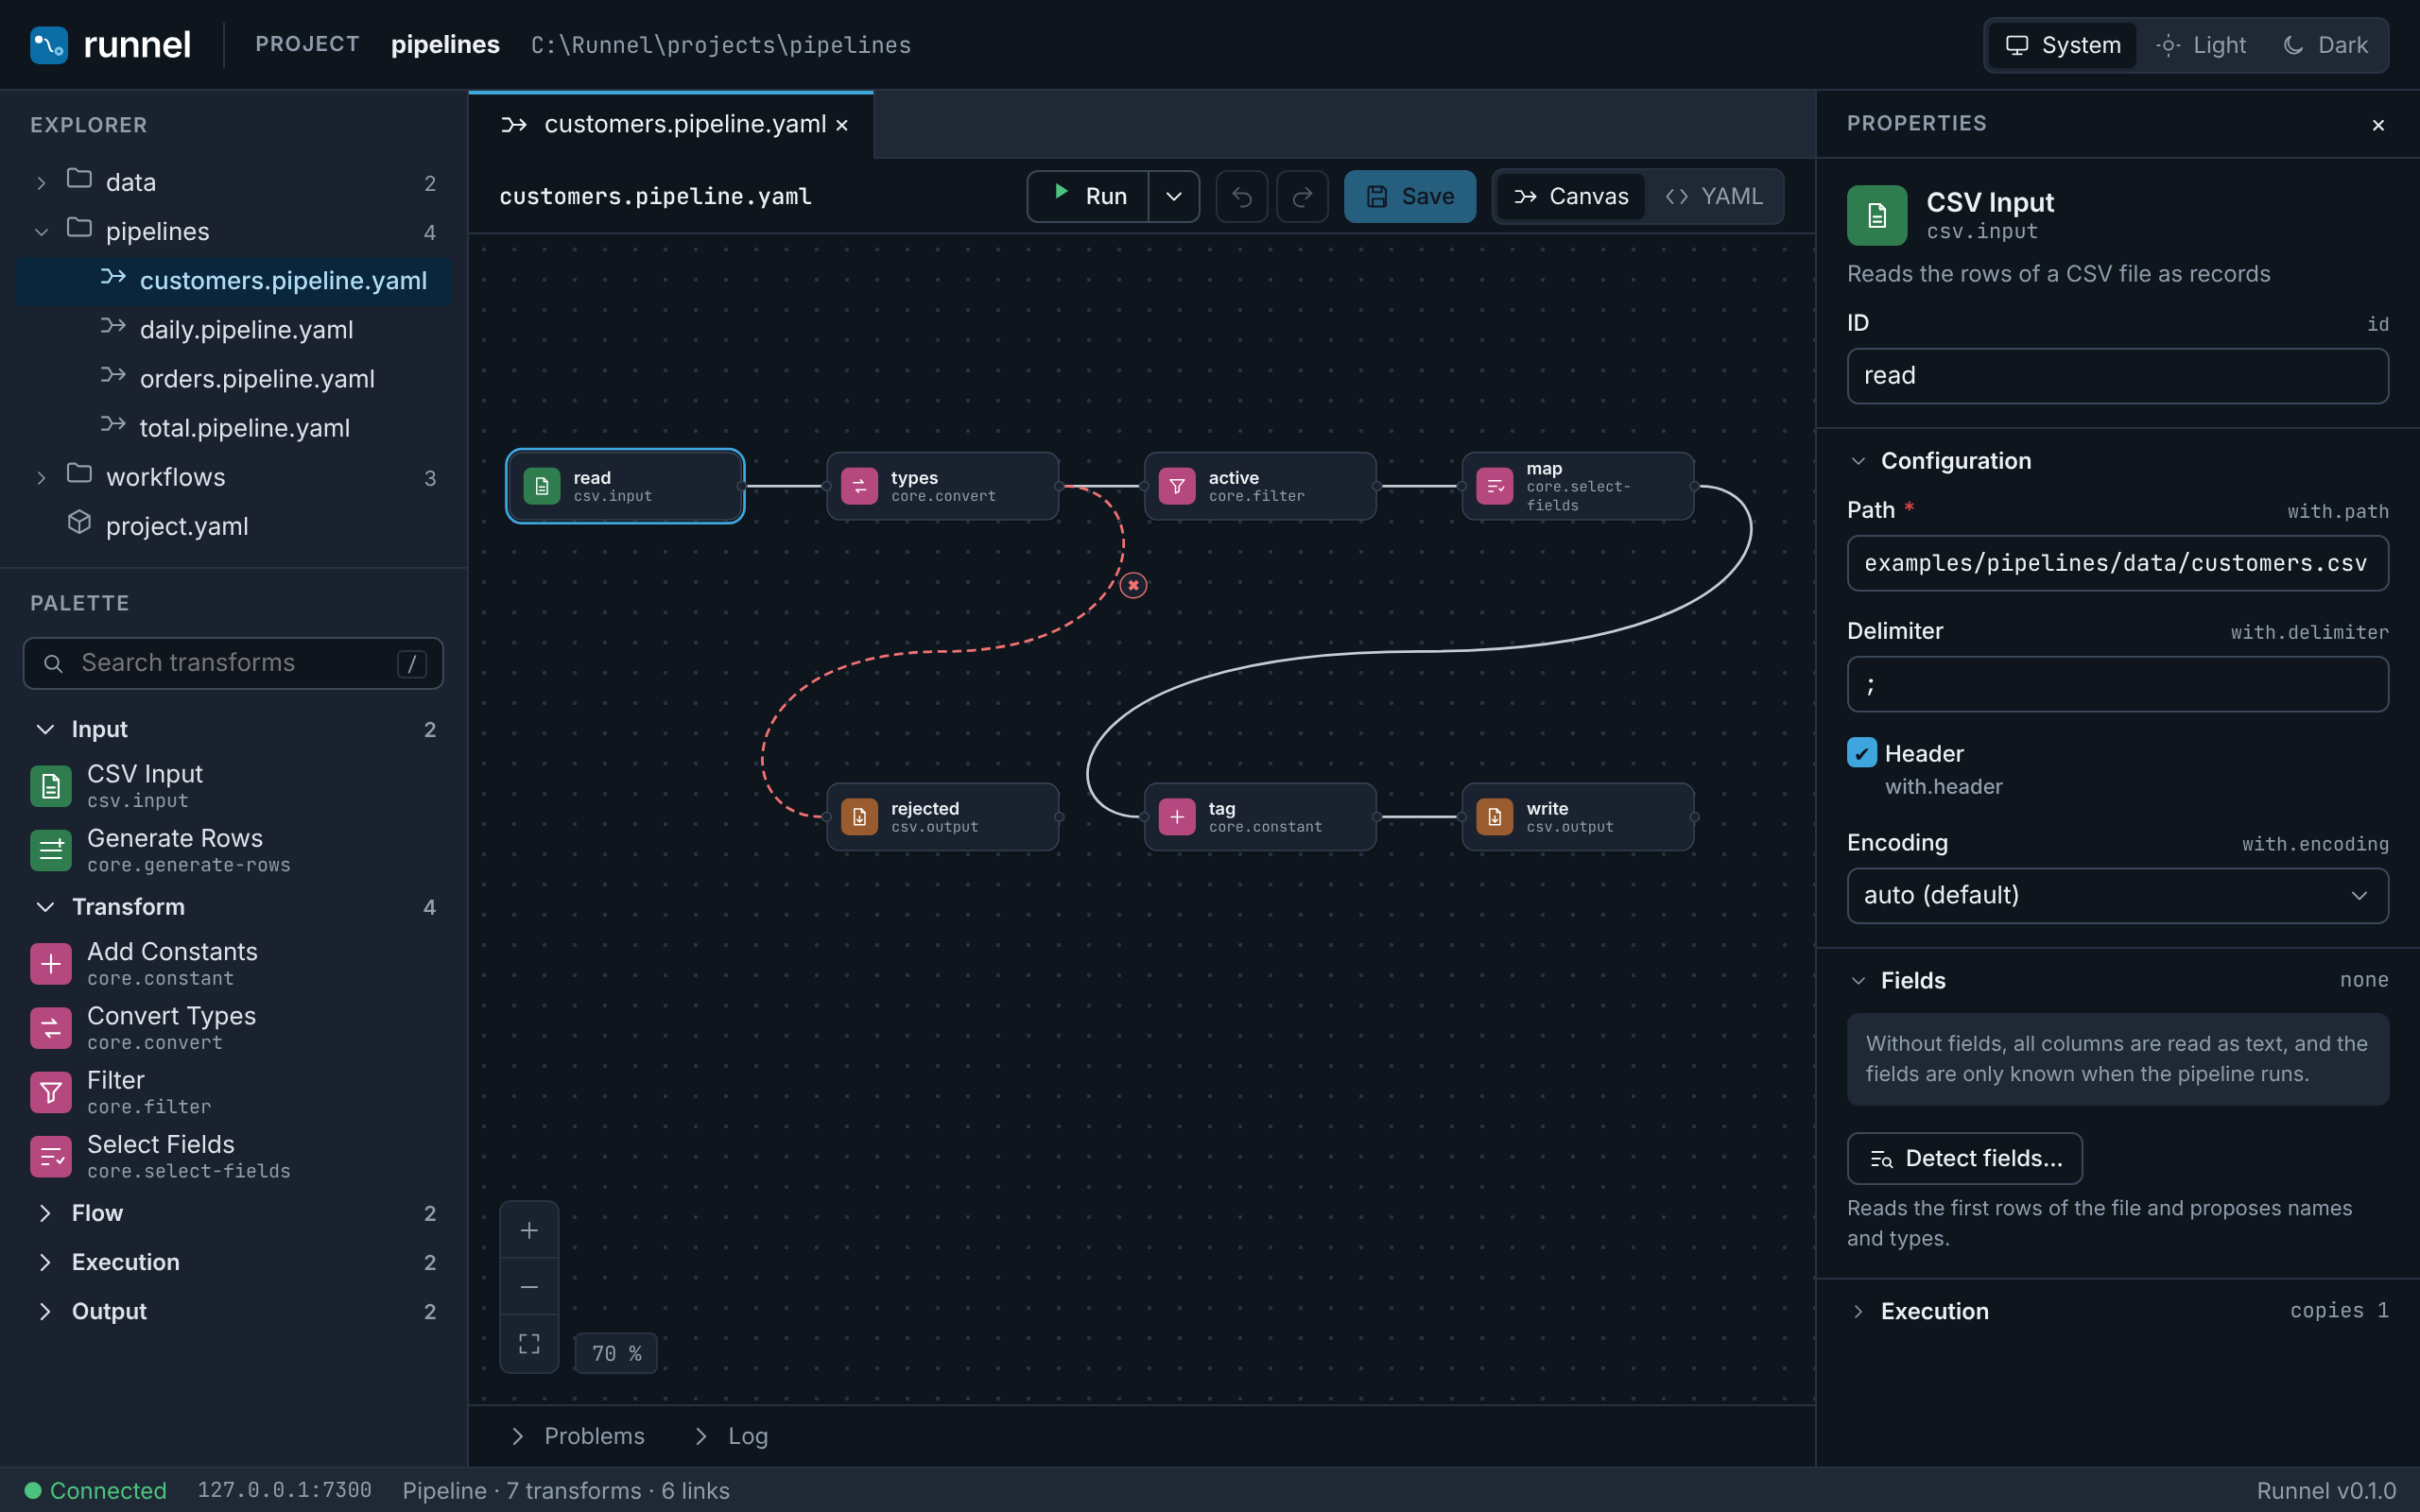 runnel
PROJECT pipelines C:\Runnel\projects\pipelines
System Light Dark
EXPLORER
data 2
pipelines 4
customers.pipeline.yaml
daily.pipeline.yaml
orders.pipeline.yaml
total.pipeline.yaml
workflows 3
project.yaml
PALETTE
Search transforms /
Input 2
CSV Input
csv.input
Generate Rows
core.generate-rows
Transform 4
Add Constants
core.constant
Convert Types
core.convert
Filter
core.filter
Select Fields
core.select-fields
Flow 2
Execution 2
Output 2
customers.pipeline.yaml
customers.pipeline.yaml
Run
Save
Canvas
YAML
read
csv.input
types
core.convert
active
core.filter
map
core.select-
fields
rejected
csv.output
tag
core.constant
write
csv.output
70 %
Problems
Log
PROPERTIES
CSV Input
csv.input
Reads the rows of a CSV file as records
ID id
read
Configuration
Path * with.path
examples/pipelines/data/customers.csv
Delimiter with.delimiter
;
Header
with.header
Encoding with.encoding
auto (default)
Fields none
Without fields, all columns are read as text, and the
fields are only known when the pipeline runs.
Detect fields...
Reads the first rows of the file and proposes names
and types.
Execution copies 1
Connected 127.0.0.1:7300 Pipeline · 7 transforms · 6 links
Runnel v0.1.0